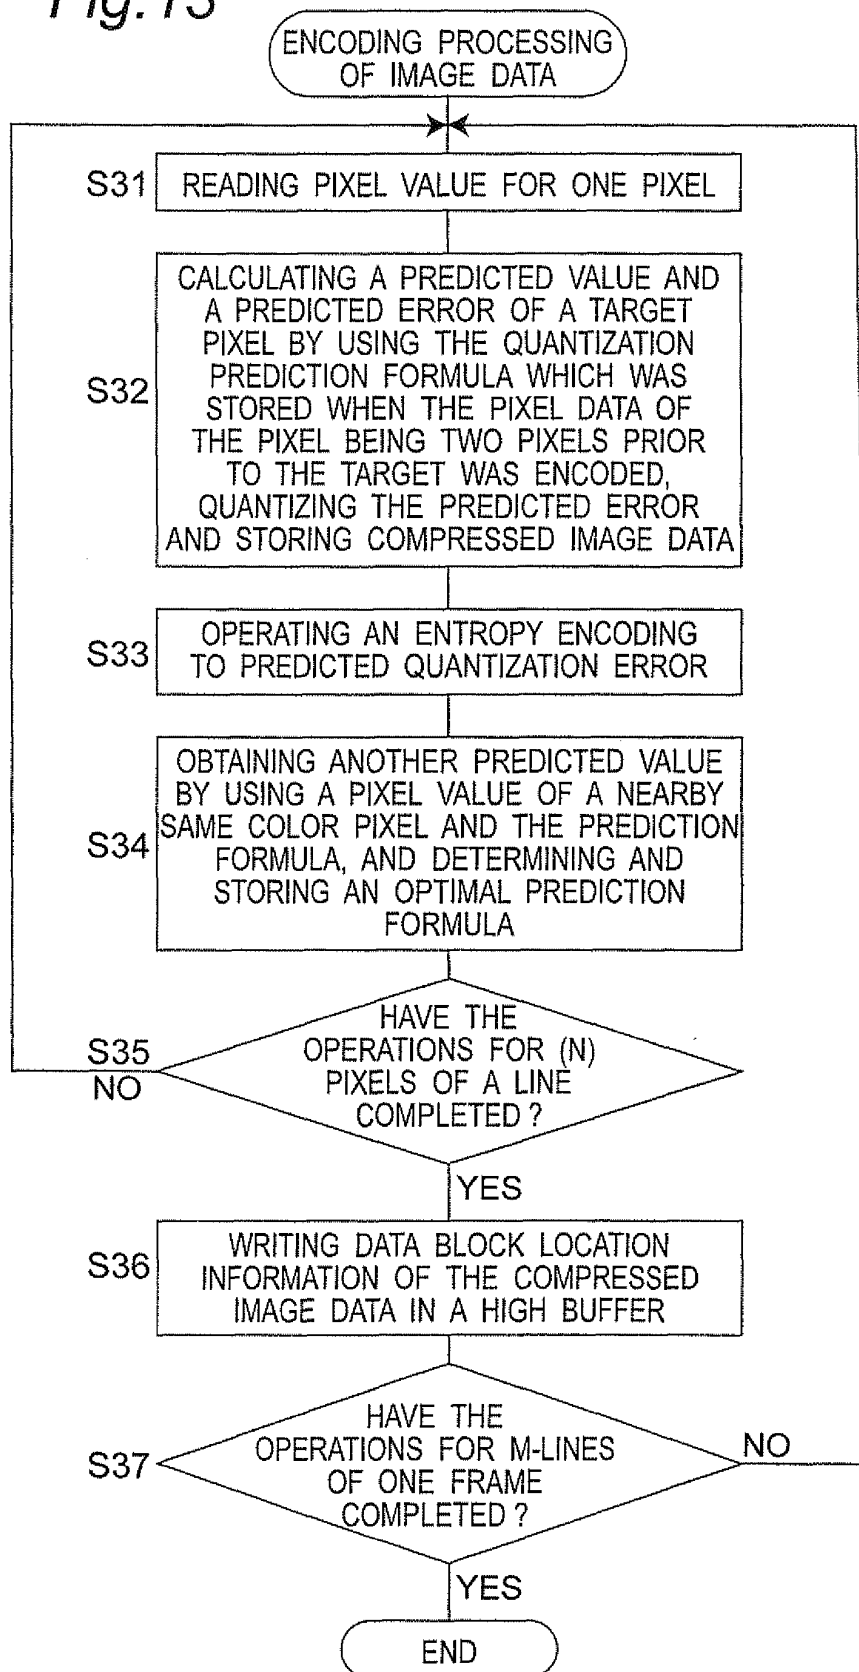 Fig. 13
ENCODING PROCESSING
OF IMAGE DATA
S31
READING PIXEL VALUE FOR ONE PIXEL
S32
CALCULATING A PREDICTED VALUE AND
A PREDICTED ERROR OF A TARGET
PIXEL BY USING THE QUANTIZATION
PREDICTION FORMULA WHICH WAS
STORED WHEN THE PIXEL DATA OF
THE PIXEL BEING TWO PIXELS PRIOR
TO THE TARGET WAS ENCODED,
QUANTIZING THE PREDICTED ERROR
AND STORING COMPRESSED IMAGE DATA
S33
OPERATING AN ENTROPY ENCODING
TO PREDICTED QUANTIZATION ERROR
S34
OBTAINING ANOTHER PREDICTED VALUE
BY USING A PIXEL VALUE OF A NEARBY
SAME COLOR PIXEL AND THE PREDICTION
FORMULA, AND DETERMINING AND
STORING AN OPTIMAL PREDICTION
FORMULA
S35
NO
HAVE THE
OPERATIONS FOR (N)
PIXELS OF A LINE
COMPLETED ?
YES
S36
WRITING DATA BLOCK LOCATION
INFORMATION OF THE COMPRESSED
IMAGE DATA IN A HIGH BUFFER
S37
HAVE THE
OPERATIONS FOR M-LINES
OF ONE FRAME
COMPLETED ?
NO
YES
END